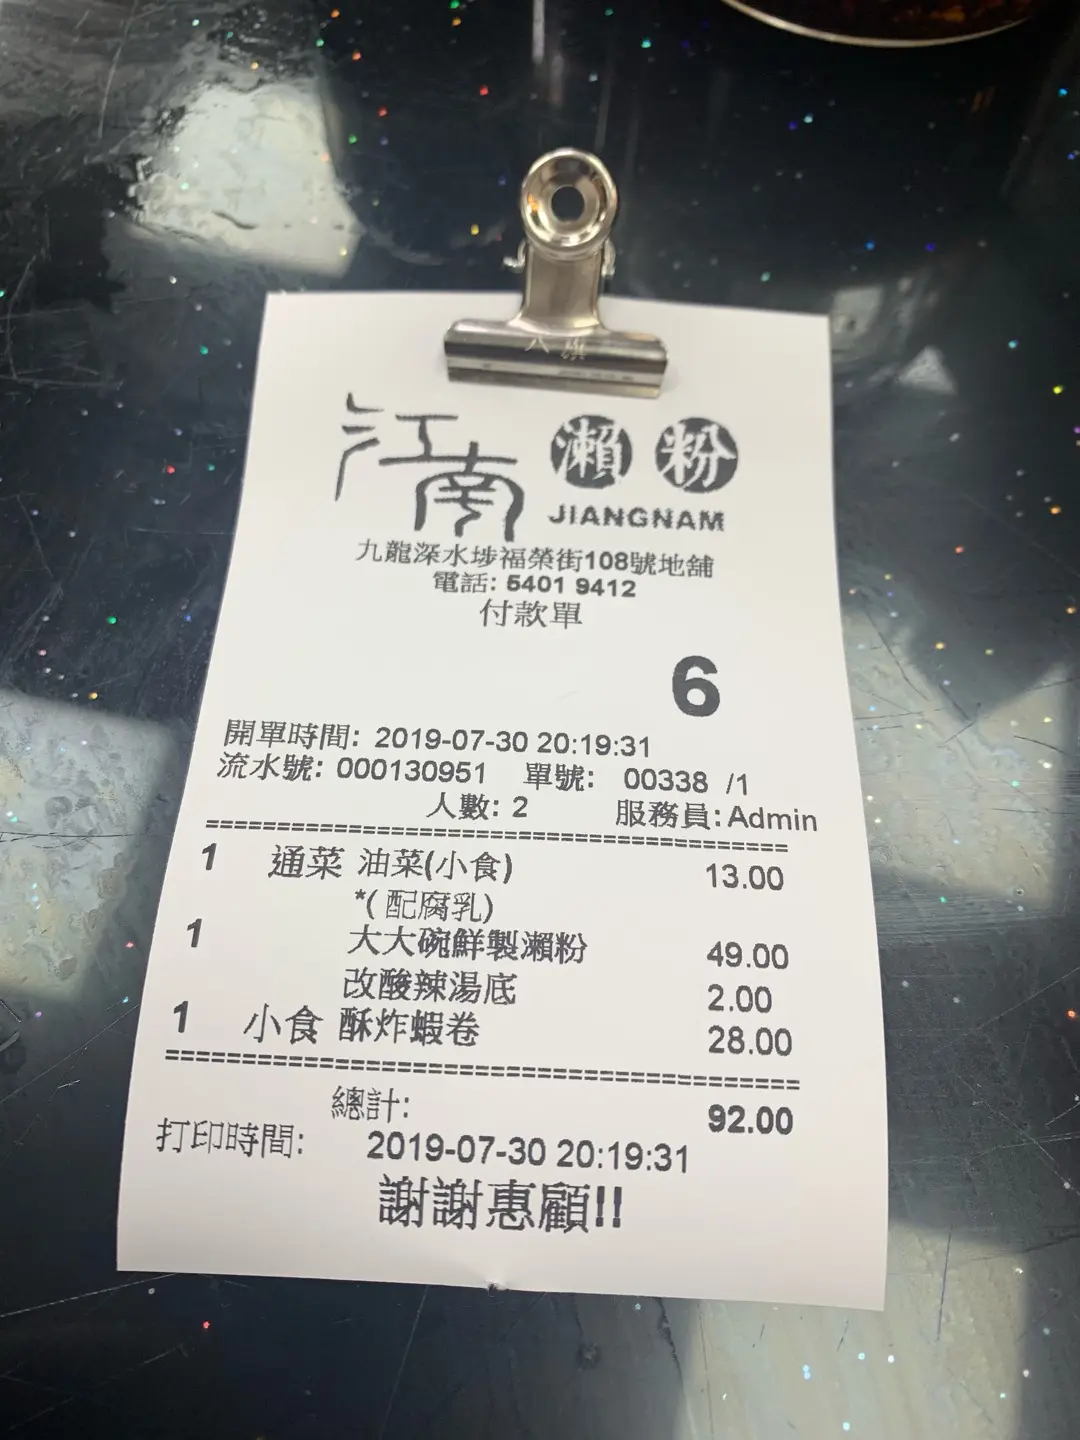 八旗
江南 瀨粉
JIANGNAM
九龍深水埗福榮街108號地舖
電話: 5401 9412
付款單
6
開單時間: 2019-07-30 20:19:31
流水號: 000130951 單號: 00338 /1
人數: 2 服務員: Admin
1 通菜 油菜(小食) 13.00
*( 配腐乳)
1 大大碗鮮製瀨粉 49.00
改酸辣湯底 2.00
1 小食 酥炸蝦卷 28.00
總計: 92.00
打印時間: 2019-07-30 20:19:31
謝謝惠顧!!